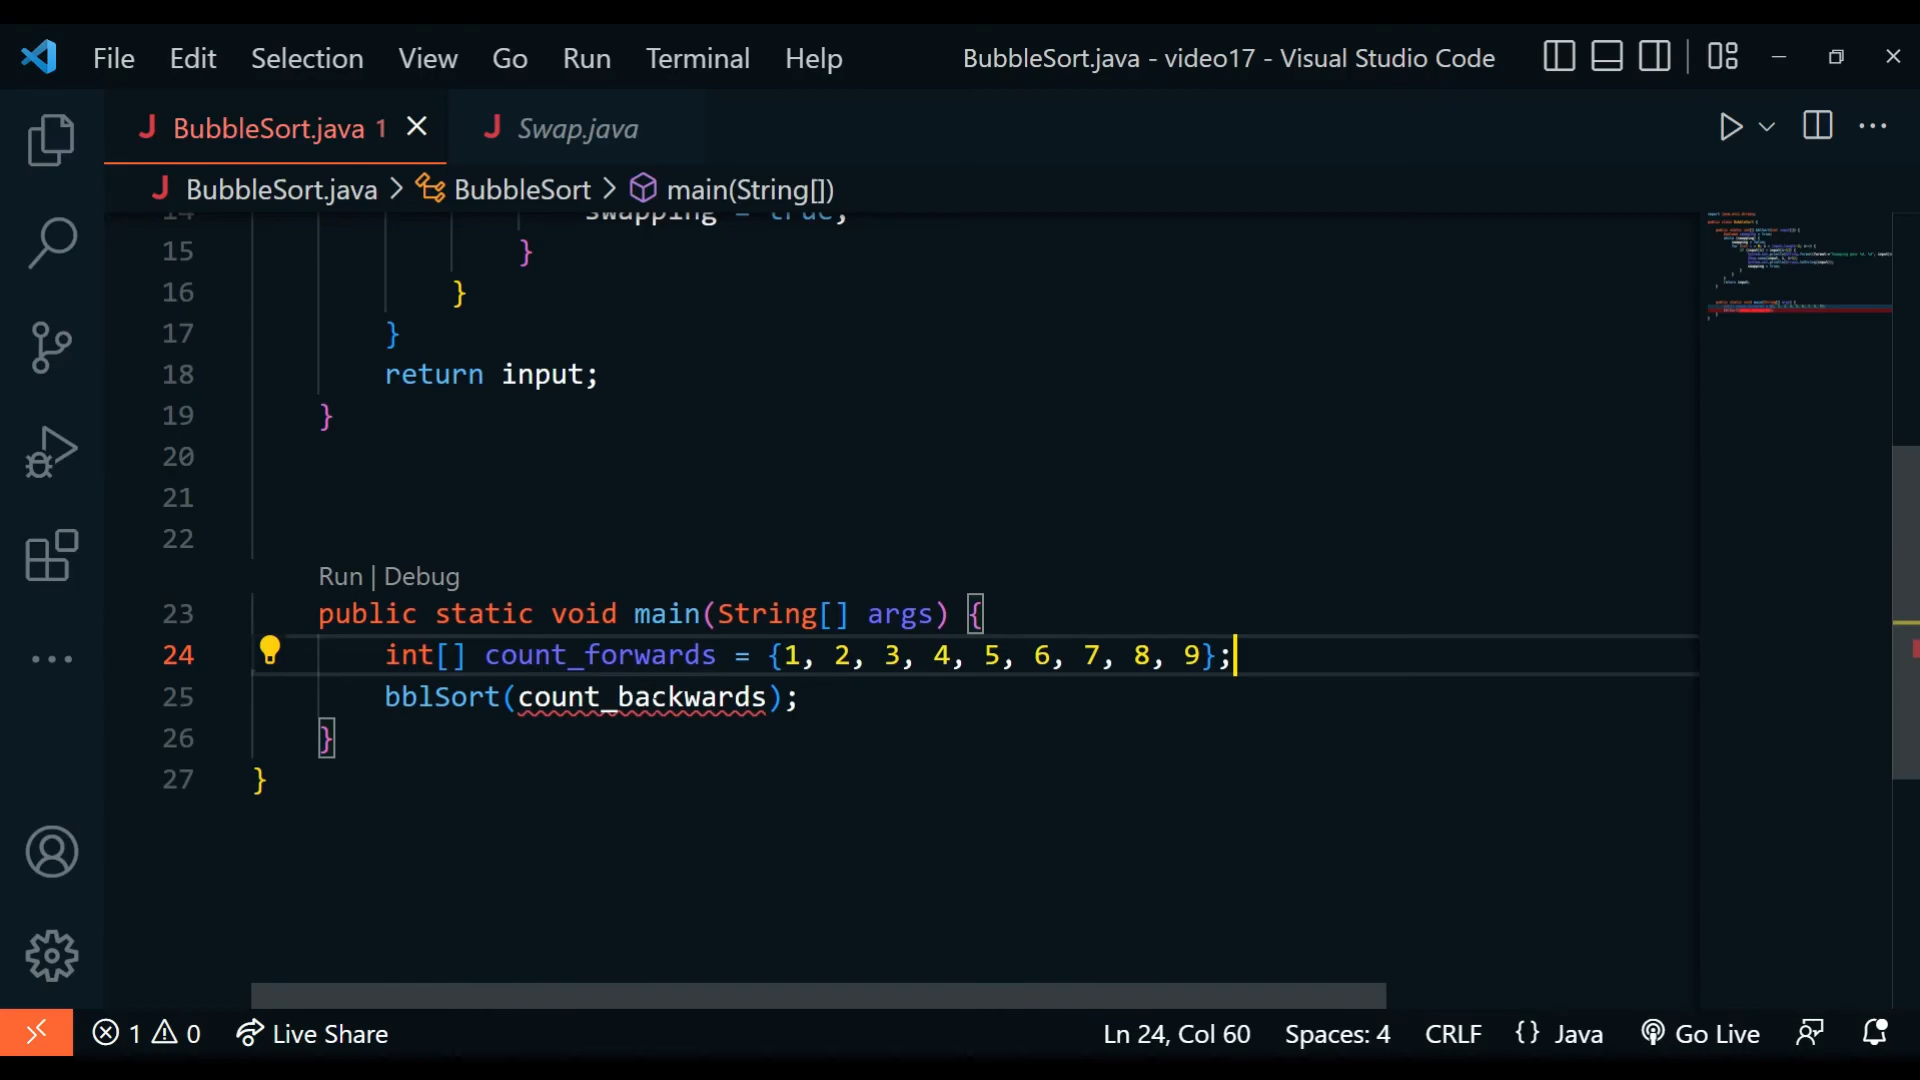 File Edit Selection View Go Run Terminal Help BubbleSort.java - video17 - Visual Studio Code
BubbleSort.java 1 Swap.java
BubbleSort.java > BubbleSort > main(String[])
14 swapping = true;
15 }
16 }
17 }
18 return input;
19 }
20
21
22
Run | Debug
23 public static void main(String[] args) {
24 int[] count_forwards = {1, 2, 3, 4, 5, 6, 7, 8, 9};
25 bblSort(count_backwards);
26 }
27 }
1 0 Live Share Ln 24, Col 60 Spaces: 4 CRLF {} Java Go Live